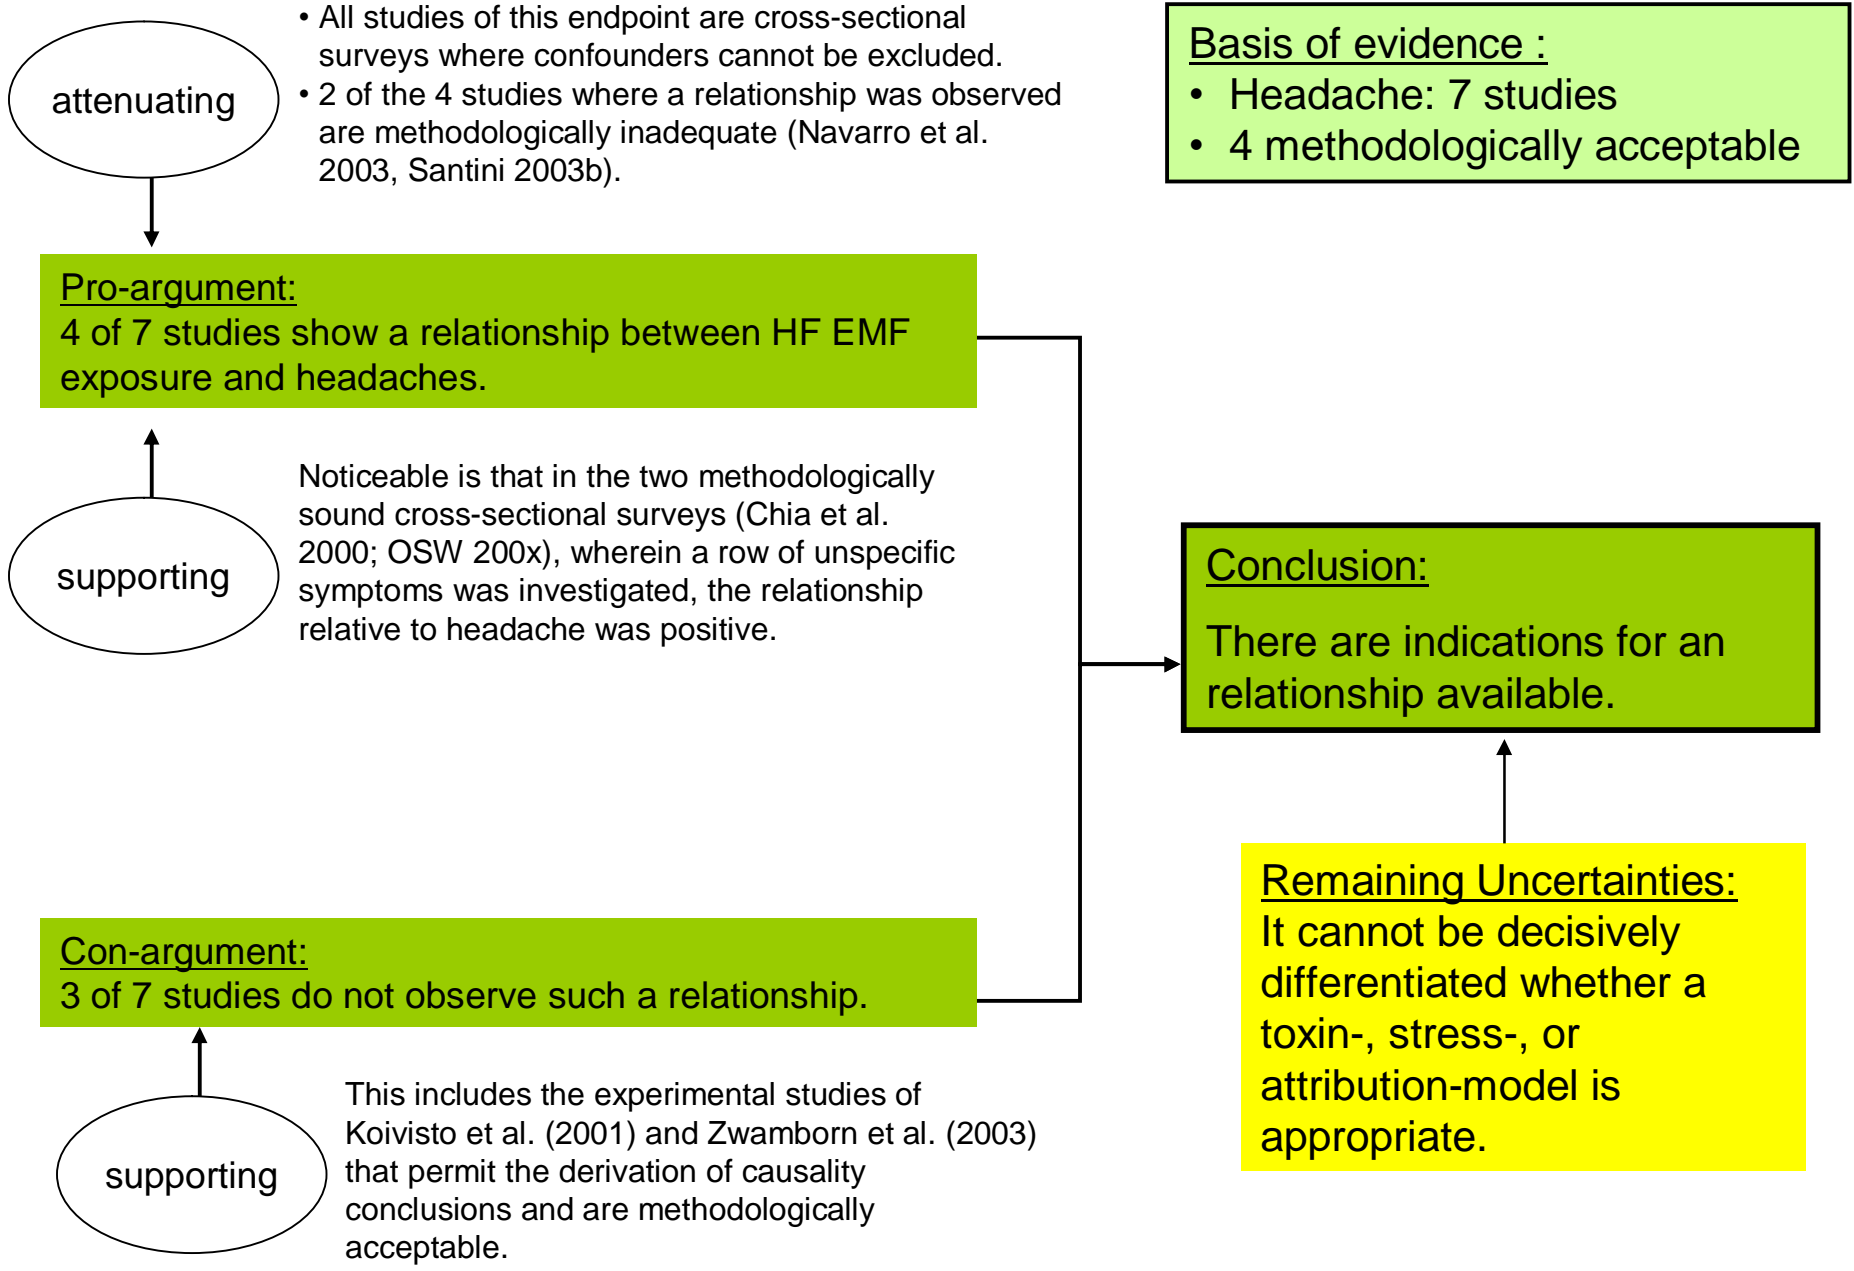 • All studies of this endpoint are cross-sectional
surveys where confounders cannot be excluded.
• 2 of the 4 studies where a relationship was observed
are methodologically inadequate (Navarro et al.
2003, Santini 2003b).
attenuating
Basis of evidence :
• Headache: 7 studies
• 4 methodologically acceptable
Pro-argument:
4 of 7 studies show a relationship between HF EMF
exposure and headaches.
Noticeable is that in the two methodologically
sound cross-sectional surveys (Chia et al.
2000; OSW 200x), wherein a row of unspecific
symptoms was investigated, the relationship
relative to headache was positive.
supporting
Conclusion:
There are indications for an
relationship available.
Remaining Uncertainties:
It cannot be decisively
differentiated whether a
toxin-, stress-, or
attribution-model is
appropriate.
Con-argument:
3 of 7 studies do not observe such a relationship.
This includes the experimental studies of
Koivisto et al. (2001) and Zwamborn et al. (2003)
that permit the derivation of causality
conclusions and are methodologically
acceptable.
supporting